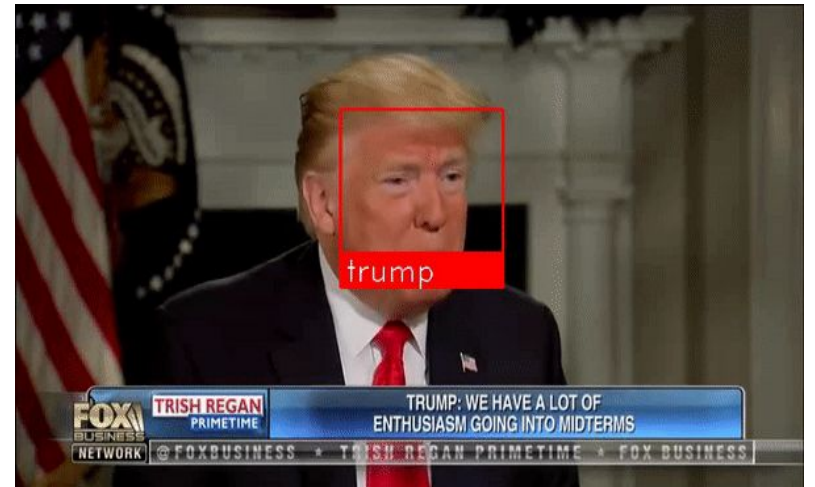 trump
TRISH REGAN
PRIMETIME
TRUMP: WE HAVE A LOT OF
ENTHUSIASM GOING INTO MIDTERMS
FOX
BUSINESS
NETWORK
@FOXBUSINESS * TRISH REGAN PRIMETIME * FOX BUSINESS